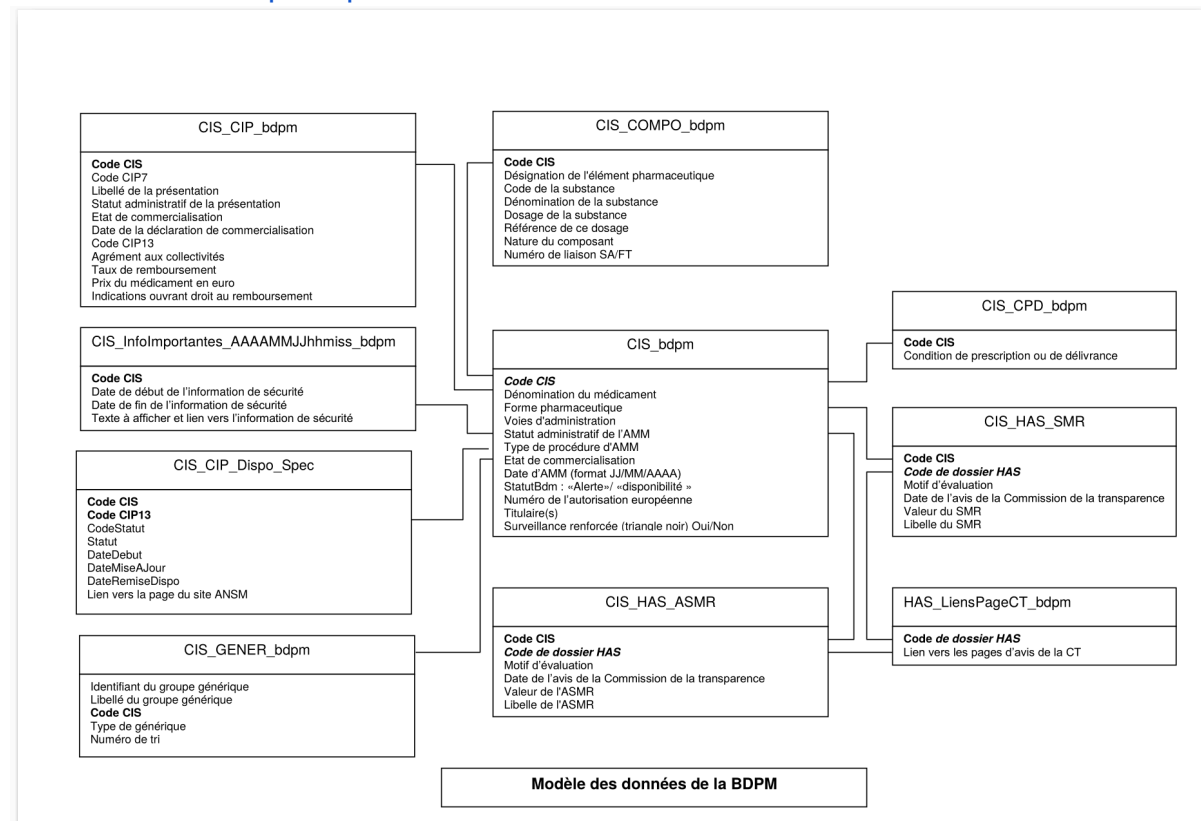 CIS_CIP_bdpm
Code CIS
Code CIP7
Libellé de la présentation
Statut administratif de la présentation
Etat de commercialisation
Date de la déclaration de commercialisation
Code CIP13
Agrément aux collectivités
Taux de remboursement
Prix du médicament en euro
Indications ouvrant droit au remboursement
CIS_COMPO_bdpm
Code CIS
Désignation de l'élément pharmaceutique
Code de la substance
Dénomination de la substance
Dosage de la substance
Référence de ce dosage
Nature du composant
Numéro de liaison SA/FT
CIS_InfoImportantes_AAAAMMJJhhmiss_bdpm
Code CIS
Date de début de l'information de sécurité
Date de fin de l'information de sécurité
Texte à afficher et lien vers l'information de sécurité
CIS_bdpm
Code CIS
Dénomination du médicament
Forme pharmaceutique
Voies d'administration
Statut administratif de l'AMM
Type de procédure d'AMM
Etat de commercialisation
Date d'AMM (format JJ/MM/AAAA)
StatutBdm : «Alerte»/ «disponibilité »
Numéro de l'autorisation européenne
Titulaire(s)
Surveillance renforcée (triangle noir) Oui/Non
CIS_CPD_bdpm
Code CIS
Condition de prescription ou de délivrance
CIS_HAS_SMR
Code CIS
Code de dossier HAS
Motif d'évaluation
Date de l'avis de la Commission de la transparence
Valeur du SMR
Libelle du SMR
CIS_CIP_Dispo_Spec
Code CIS
Code CIP13
CodeStatut
Statut
DateDebut
DateMiseAJour
DateRemiseDispo
Lien vers la page du site ANSM
CIS_HAS_ASMR
Code CIS
Code de dossier HAS
Motif d'évaluation
Date de l'avis de la Commission de la transparence
Valeur de l'ASMR
Libelle de l'ASMR
HAS_LiensPageCT_bdpm
Code de dossier HAS
Lien vers les pages d'avis de la CT
CIS_GENER_bdpm
Identifiant du groupe générique
Libellé du groupe générique
Code CIS
Type de générique
Numéro de tri
Modèle des données de la BDPM